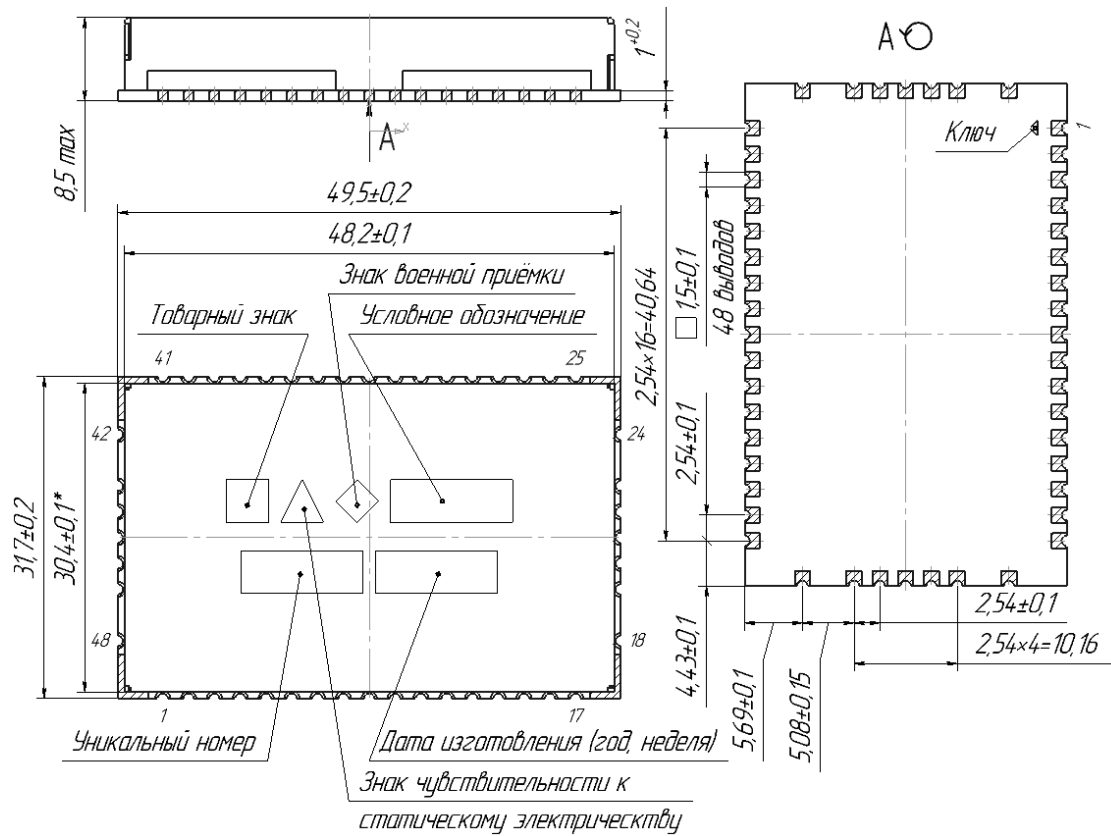 1+0,2
А
8,5 max
А
x
Ключ
1
49,5±0,2
48,2±0,1
Знак военной приёмки
Товарный знак
Условное обозначение
2,54×16=40,64
□ 1,5±0,1
48 выводов
41
25
42
24
2,54±0,1
31,7±0,2
30,4±0,1*
48
18
1
17
4,43±0,1
5,69±0,1
5,08±0,15
2,54±0,1
2,54×4=10,16
Уникальный номер
Дата изготовления (год, неделя)
Знак чувствительности к
статическому электрическтву